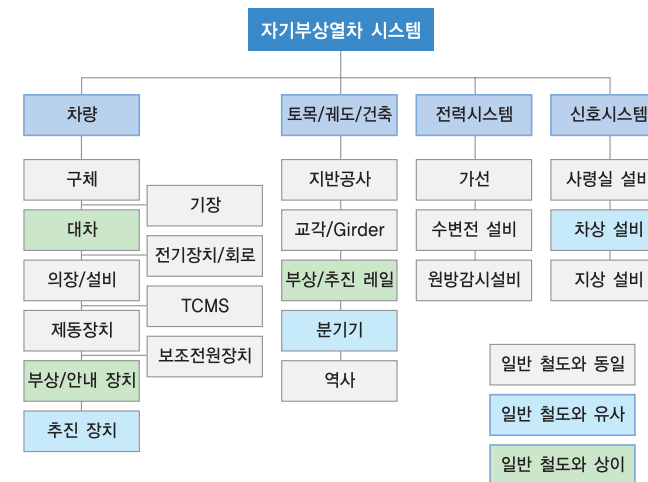 자기부상열차 시스템
차량
토목/궤도/건축
전력시스템
신호시스템
구체
대차
의장/설비
제동장치
부상/안내 장치
추진 장치
기장
전기장치/회로
TCMS
보조전원장치
지반공사
교각/Girder
부상/추진 레일
분기기
역사
가선
수변전 설비
원방감시설비
사령실 설비
차상 설비
지상 설비
일반 철도와 동일
일반 철도와 유사
일반 철도와 상이